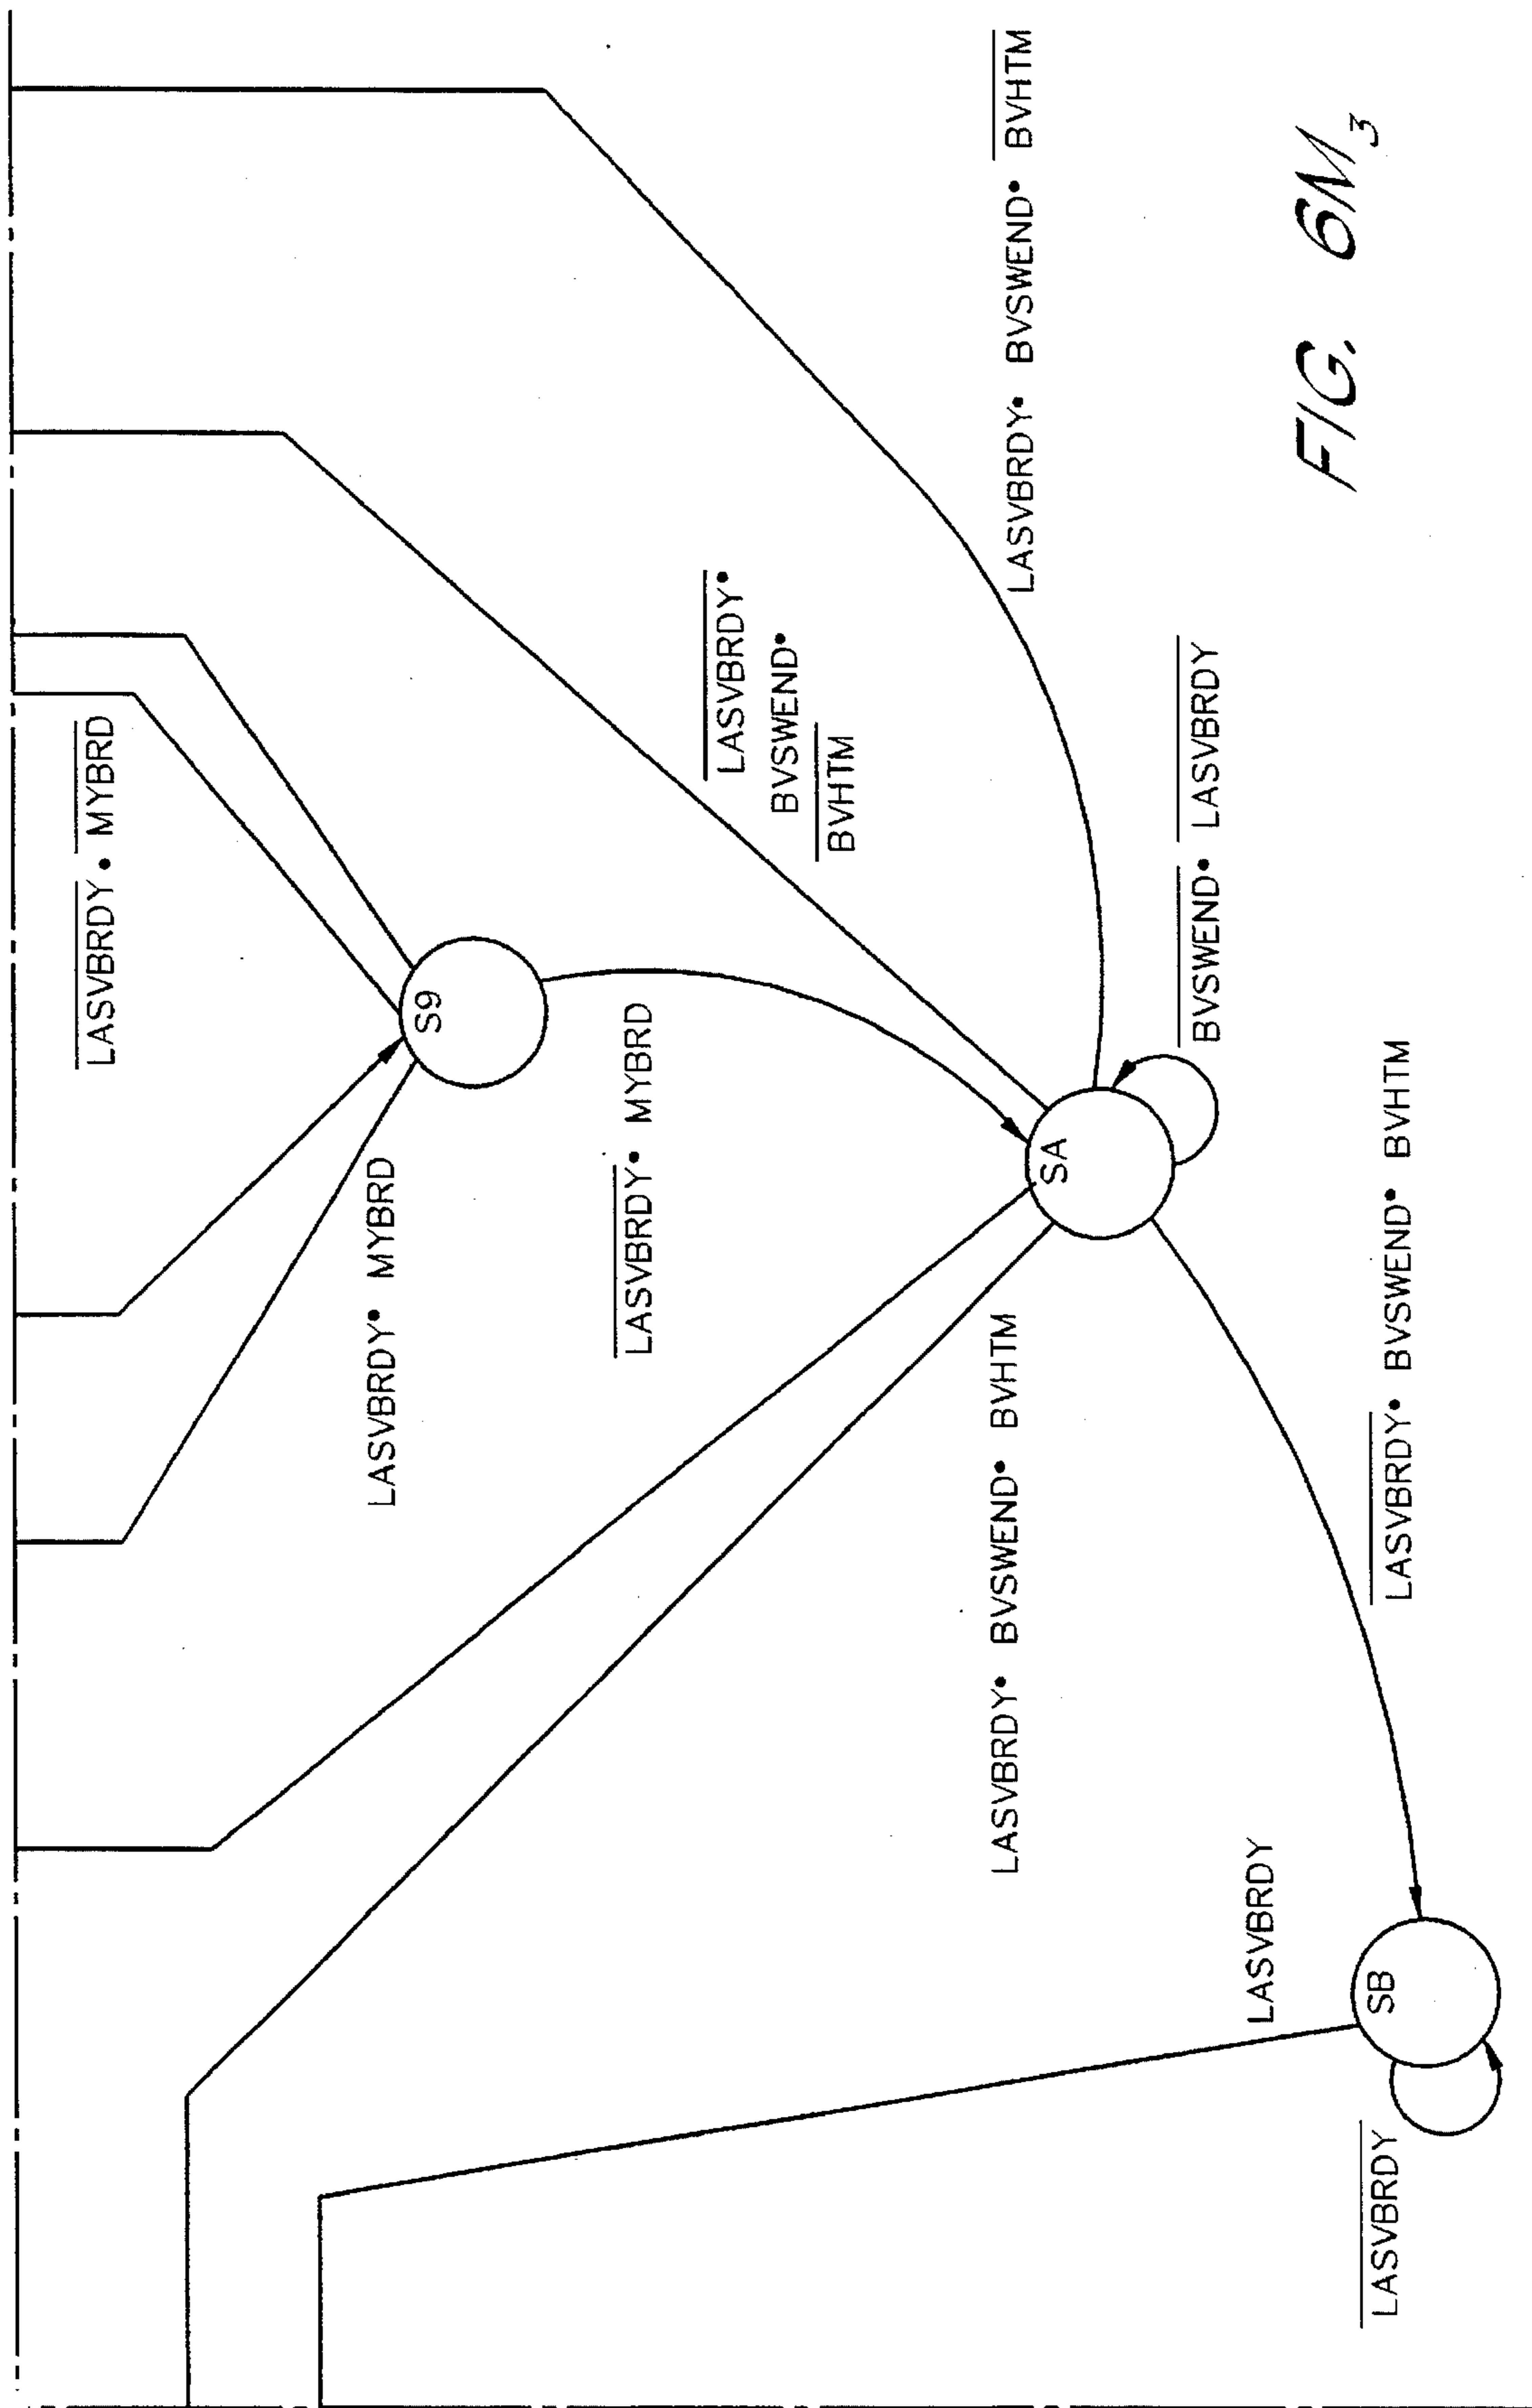 LASVBRDY • MYBRD
LASVBRDY• MYBRD
S9
LASVBRDY• MYBRD
LASVBRDY•
BVSWEND•
BVHTM
LASVBRDY• BVSWEND• BVHTM
LASVBRDY• BVSWEND• BVHTM
SA
BVSWEND• LASVBRDY
LASVBRDY
LASVBRDY
SB
LASVBRDY• BVSWEND• BVHTM
FIG. 6M₃